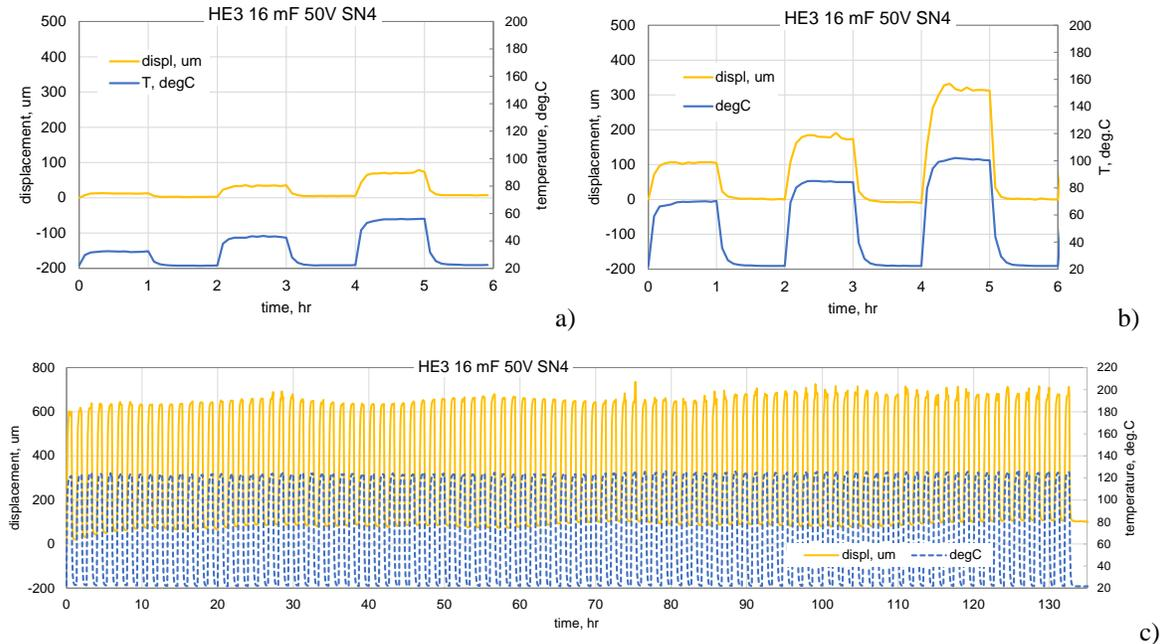 HE3 16 mF 50V SN4
500
400
300
200
100
0
-100
-200
displacement, um
displ, um
T, degC
200
180
160
140
120
100
80
60
40
20
temperature, deg.C
0 1 2 3 4 5 6
time, hr
a)
HE3 16 mF 50V SN4
500
400
300
200
100
0
-100
-200
displacement, um
displ, um
degC
200
180
160
140
120
100
80
60
40
20
T, deg.C
0 1 2 3 4 5 6
time, hr
b)
HE3 16 mF 50V SN4
800
600
400
200
0
-200
displacement, um
displ, um degC
220
200
180
160
140
120
100
80
60
40
20
temperature, deg.C
0 10 20 30 40 50 60 70 80 90 100 110 120 130
time, hr
c)